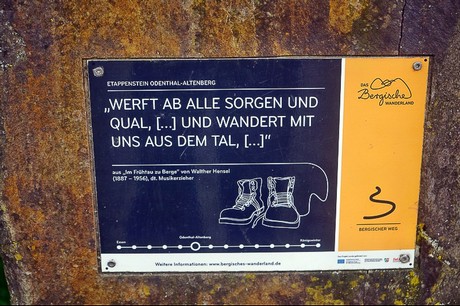 ETAPPENSTEIN ODENTHAL-ALTENBERG
„WERFT AB ALLE SORGEN UND
QUAL, [...] UND WANDERT MIT
UNS AUS DEM TAL, [...]“
aus „Im Frühtau zu Berge“ von Walther Hensel
(1887 – 1956), dt. Musikerzieher
Odenthal-Altenberg
Essen
Königswinter
Weitere Informationen: www.bergisches-wanderland.de
DAS
Bergische
WANDERLAND
BERGISCHER WEG